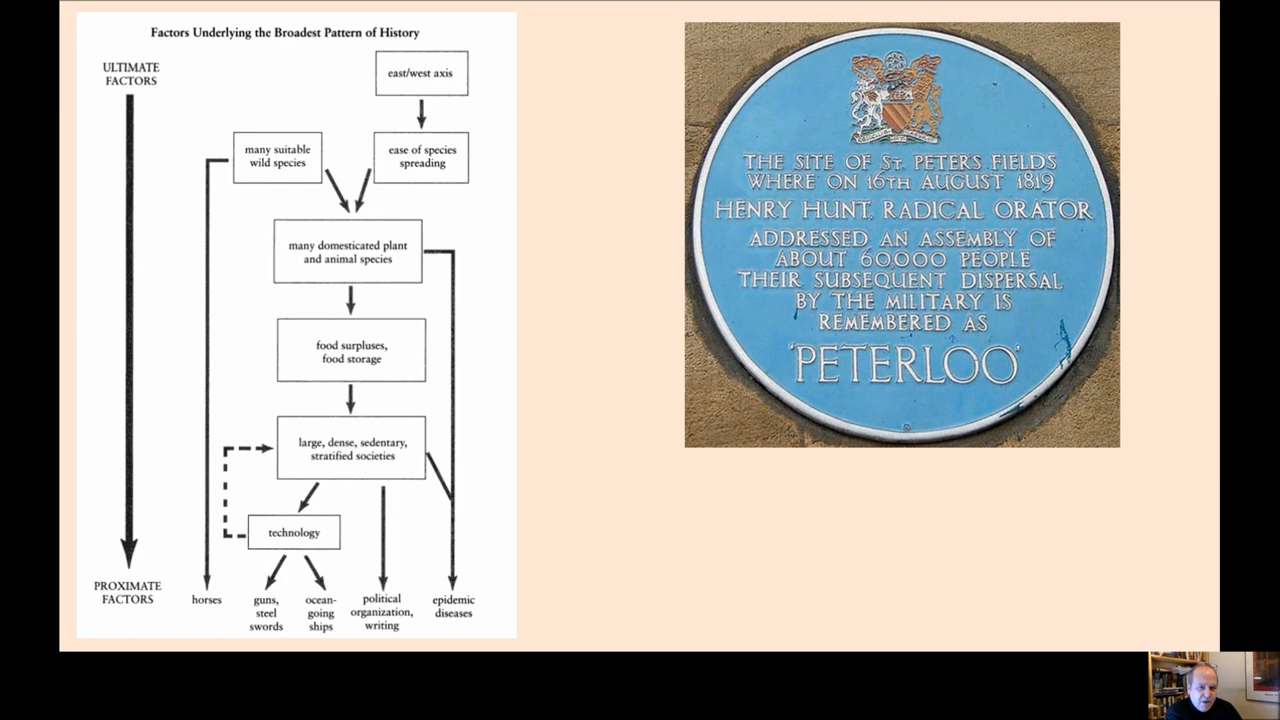 Factors Underlying the Broadest Pattern of History
ULTIMATE
FACTORS
east/west axis
many suitable
wild species
ease of species
spreading
many domesticated plant
and animal species
food surpluses,
food storage
large, dense, sedentary,
stratified societies
technology
PROXIMATE
FACTORS
horses
guns,
steel
swords
ocean-
going
ships
political
organization,
writing
epidemic
diseases
THE SITE OF ST. PETERS FIELDS
WHERE ON 16TH AUGUST 1819
HENRY HUNT, RADICAL ORATOR
ADDRESSED AN ASSEMBLY OF
ABOUT 60,000 PEOPLE
THEIR SUBSEQUENT DISPERSAL
BY THE MILITARY IS
REMEMBERED AS
'PETERLOO'